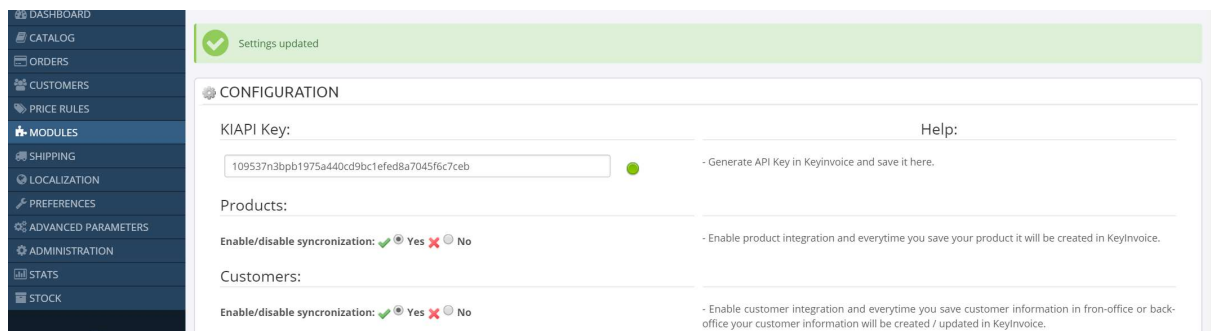 DASHBOARD
CATALOG
ORDERS
CUSTOMERS
PRICE RULES
MODULES
SHIPPING
LOCALIZATION
PREFERENCES
ADVANCED PARAMETERS
ADMINISTRATION
STATS
STOCK
Settings updated
CONFIGURATION
KIAPI Key:
Help:
109537n3bpb1975a440cd9bc1efed8a7045f6c7ceb
- Generate API Key in Keyinvoice and save it here.
Products:
Enable/disable syncronization: Yes No
- Enable product integration and everytime you save your product it will be created in KeyInvoice.
Customers:
Enable/disable syncronization: Yes No
- Enable customer integration and everytime you save customer information in fron-office or back-
office your customer information will be created / updated in KeyInvoice.